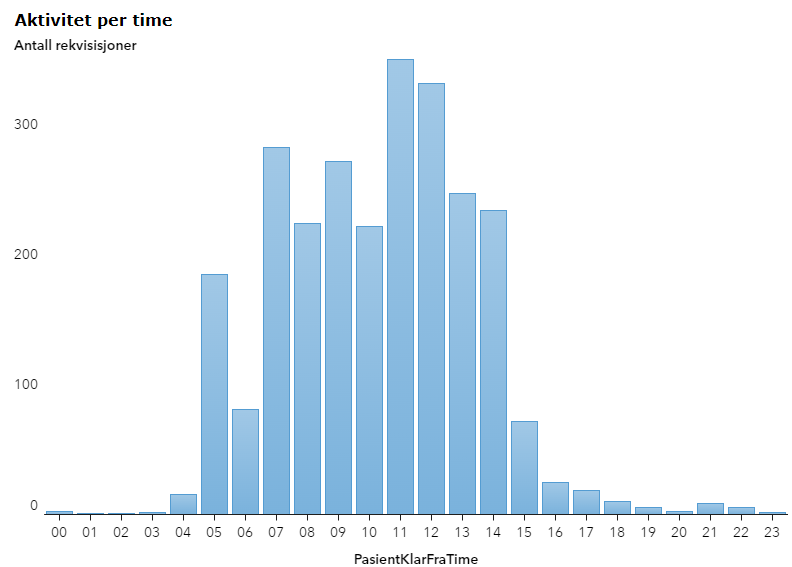 Aktivitet per time
Antall rekvisisjoner
300
200
100
0
00 01 02 03 04 05 06 07 08 09 10 11 12 13 14 15 16 17 18 19 20 21 22 23
PasientKlarFraTime